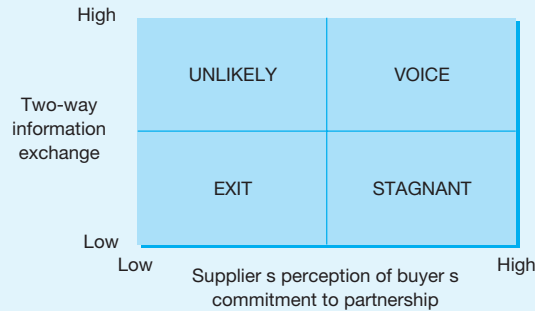 High
UNLIKELY VOICE
Two-way
information
exchange
EXIT STAGNANT
Low
Low High
Supplier s perception of buyer s
commitment to partnership